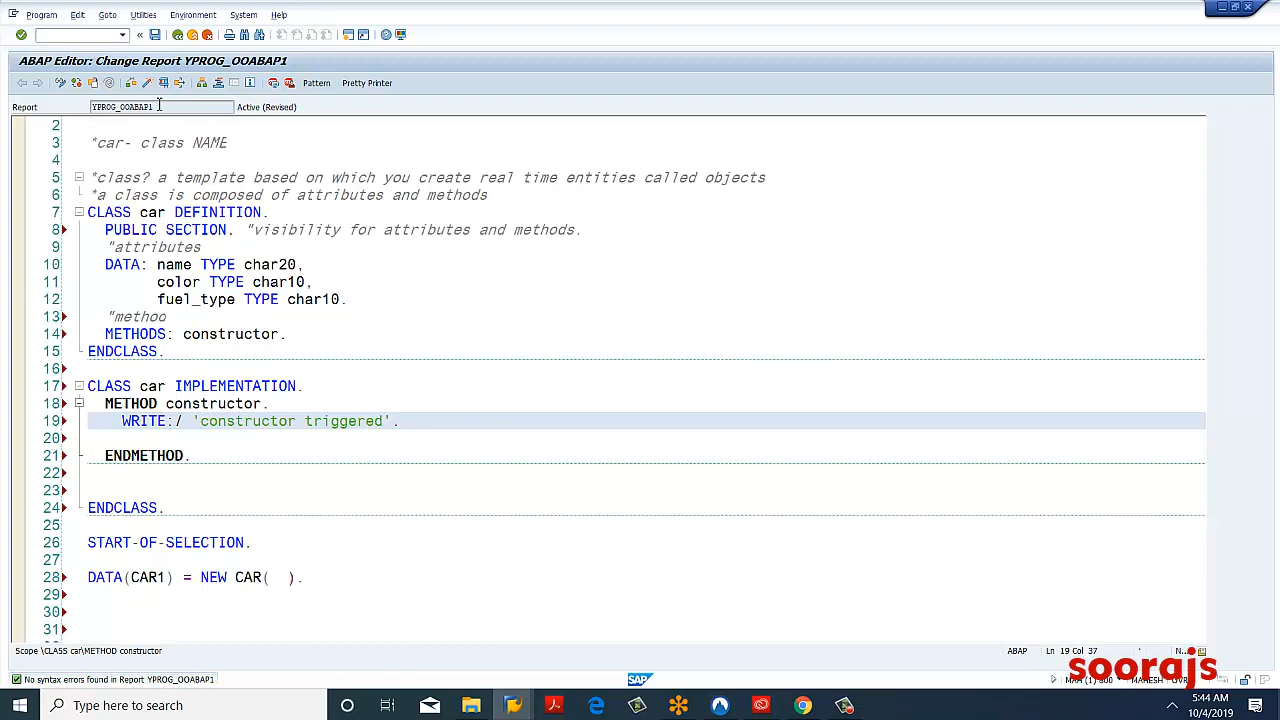 Program Edit Goto Utilities Environment System Help
ABAP Editor: Change Report YPROG_OOABAP1
Pattern Pretty Printer
Report YPROG_OOABAP1 Active (Revised)
2
3 *car- class NAME
4
5 *class? a template based on which you create real time entities called objects
6 *a class is composed of attributes and methods
7 CLASS car DEFINITION.
8 PUBLIC SECTION. "visibility for attributes and methods.
9 "attributes
10 DATA: name TYPE char20,
11 color TYPE char10,
12 fuel_type TYPE char10.
13 "method
14 METHODS: constructor.
15 ENDCLASS.
16
17 CLASS car IMPLEMENTATION.
18 METHOD constructor.
19 WRITE:/ 'constructor triggered'.
20
21 ENDMETHOD.
22
23
24 ENDCLASS.
25
26 START-OF-SELECTION.
27
28 DATA(CAR1) = NEW CAR( ).
29
30
31
Scope \CLASS car\METHOD constructor ABAP Ln 19 Col 37
soorajs
No syntax errors found in Report YPROG_OOABAP1 SAP
Type here to search
5:44 AM
10/4/2019